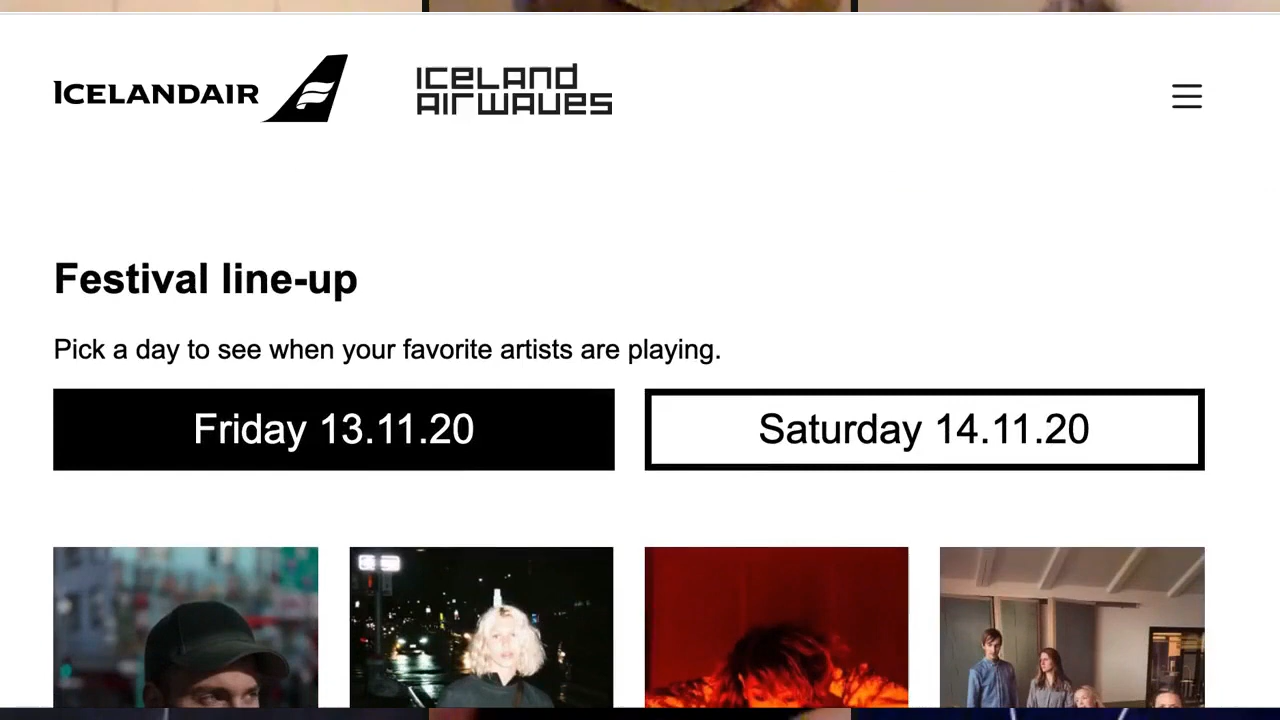 ICELANDAIR
ICELAND
AIRWAVES
Festival line-up
Pick a day to see when your favorite artists are playing.
Friday 13.11.20
Saturday 14.11.20